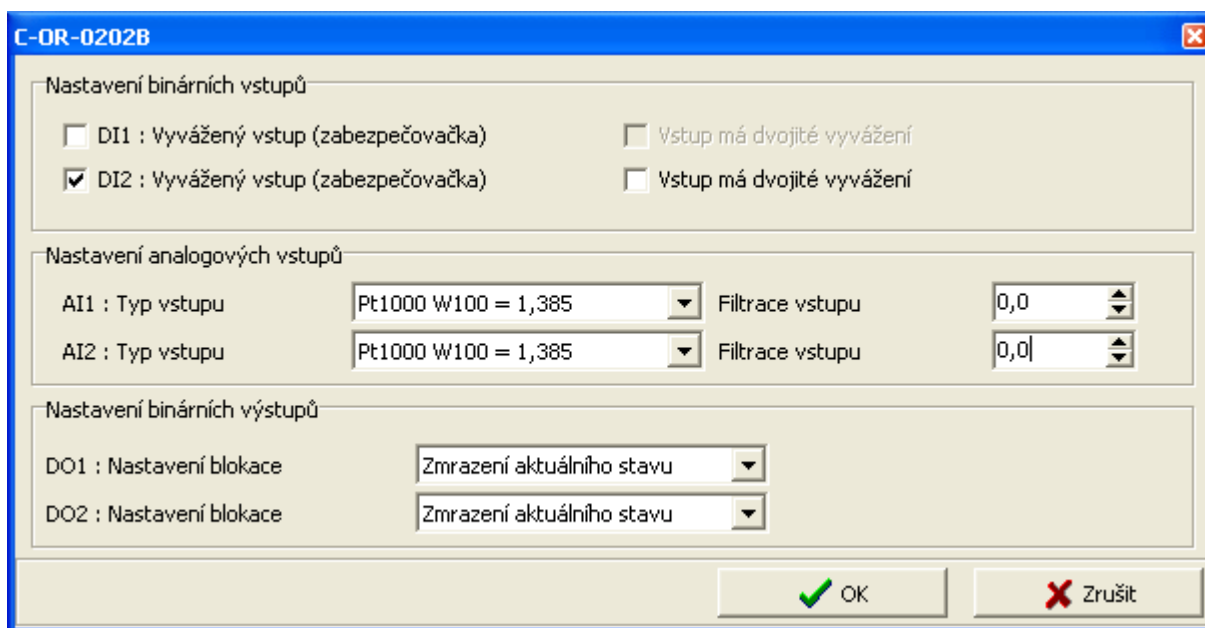 C-OR-0202B
Nastavení binárních vstupů
DI1 : Vyvážený vstup (zabezpečovačka) Vstup má dvojité vyvážení
DI2 : Vyvážený vstup (zabezpečovačka) Vstup má dvojité vyvážení
Nastavení analogových vstupů
AI1 : Typ vstupu Pt1000 W100 = 1,385 Filtrace vstupu 0,0
AI2 : Typ vstupu Pt1000 W100 = 1,385 Filtrace vstupu 0,0
Nastavení binárních výstupů
DO1 : Nastavení blokace Zmrazení aktuálního stavu
DO2 : Nastavení blokace Zmrazení aktuálního stavu
OK Zrušit